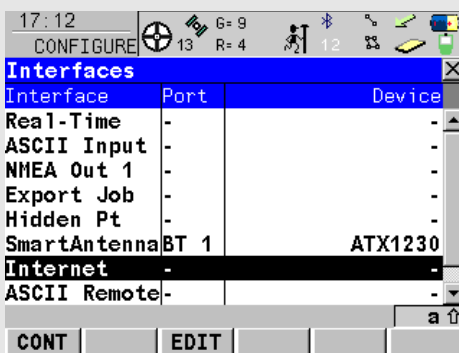 17:12
CONFIGURE
13
G= 9
R= 4
12
Interfaces
Interface Port Device
Real-Time - -
ASCII Input - -
NMEA Out 1 - -
Export Job - -
Hidden Pt - -
SmartAntenna BT 1 ATX1230
Internet - -
ASCII Remote - -
a
CONT EDIT